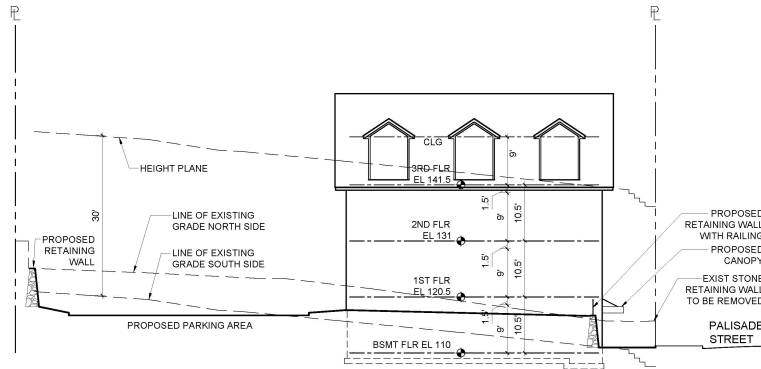 PL
PL
CLG
9'
HEIGHT PLANE
3RD FLR
EL 141.5
30'
1.5'
9'
10.5'
LINE OF EXISTING
GRADE NORTH SIDE
2ND FLR
EL 131
PROPOSED
RETAINING WALL
WITH RAILING
PROPOSED
RETAINING
WALL
LINE OF EXISTING
GRADE SOUTH SIDE
1.5'
9'
10.5'
PROPOSED
CANOPY
1ST FLR
EL 120.5
EXIST STONE
RETAINING WALL
TO BE REMOVED
PROPOSED PARKING AREA
1.5'
9'
10.5'
PALISADE
STREET
BSMT FLR EL 110